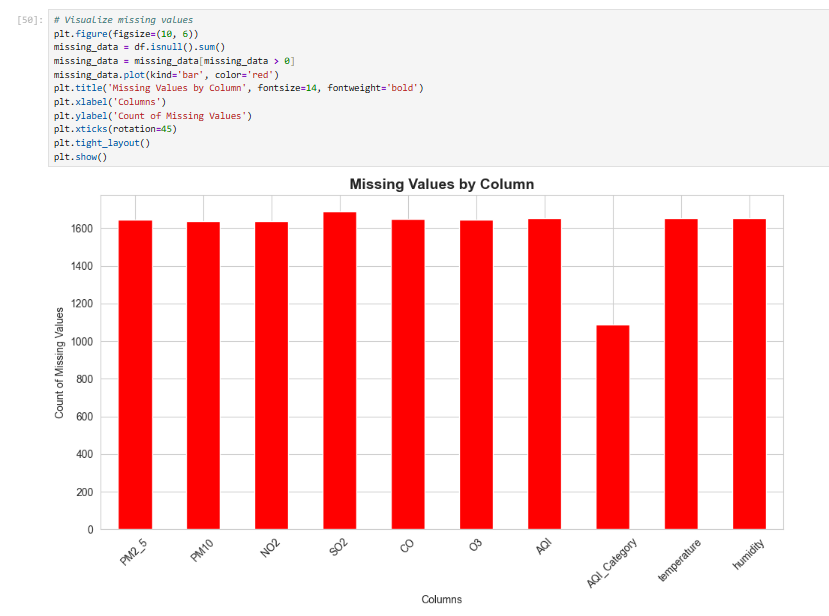 [50]: # Visualize missing values
plt.figure(figsize=(10, 6))
missing_data = df.isnull().sum()
missing_data = missing_data[missing_data > 0]
missing_data.plot(kind='bar', color='red')
plt.title('Missing Values by Column', fontsize=14, fontweight='bold')
plt.xlabel('Columns')
plt.ylabel('Count of Missing Values')
plt.xticks(rotation=45)
plt.tight_layout()
plt.show()
Missing Values by Column
1600
1400
1200
1000
800
600
400
200
0
Count of Missing Values
PM2_5
PM10
NO2
SO2
CO
O3
AQI
AQI_Category
temperature
humidity
Columns